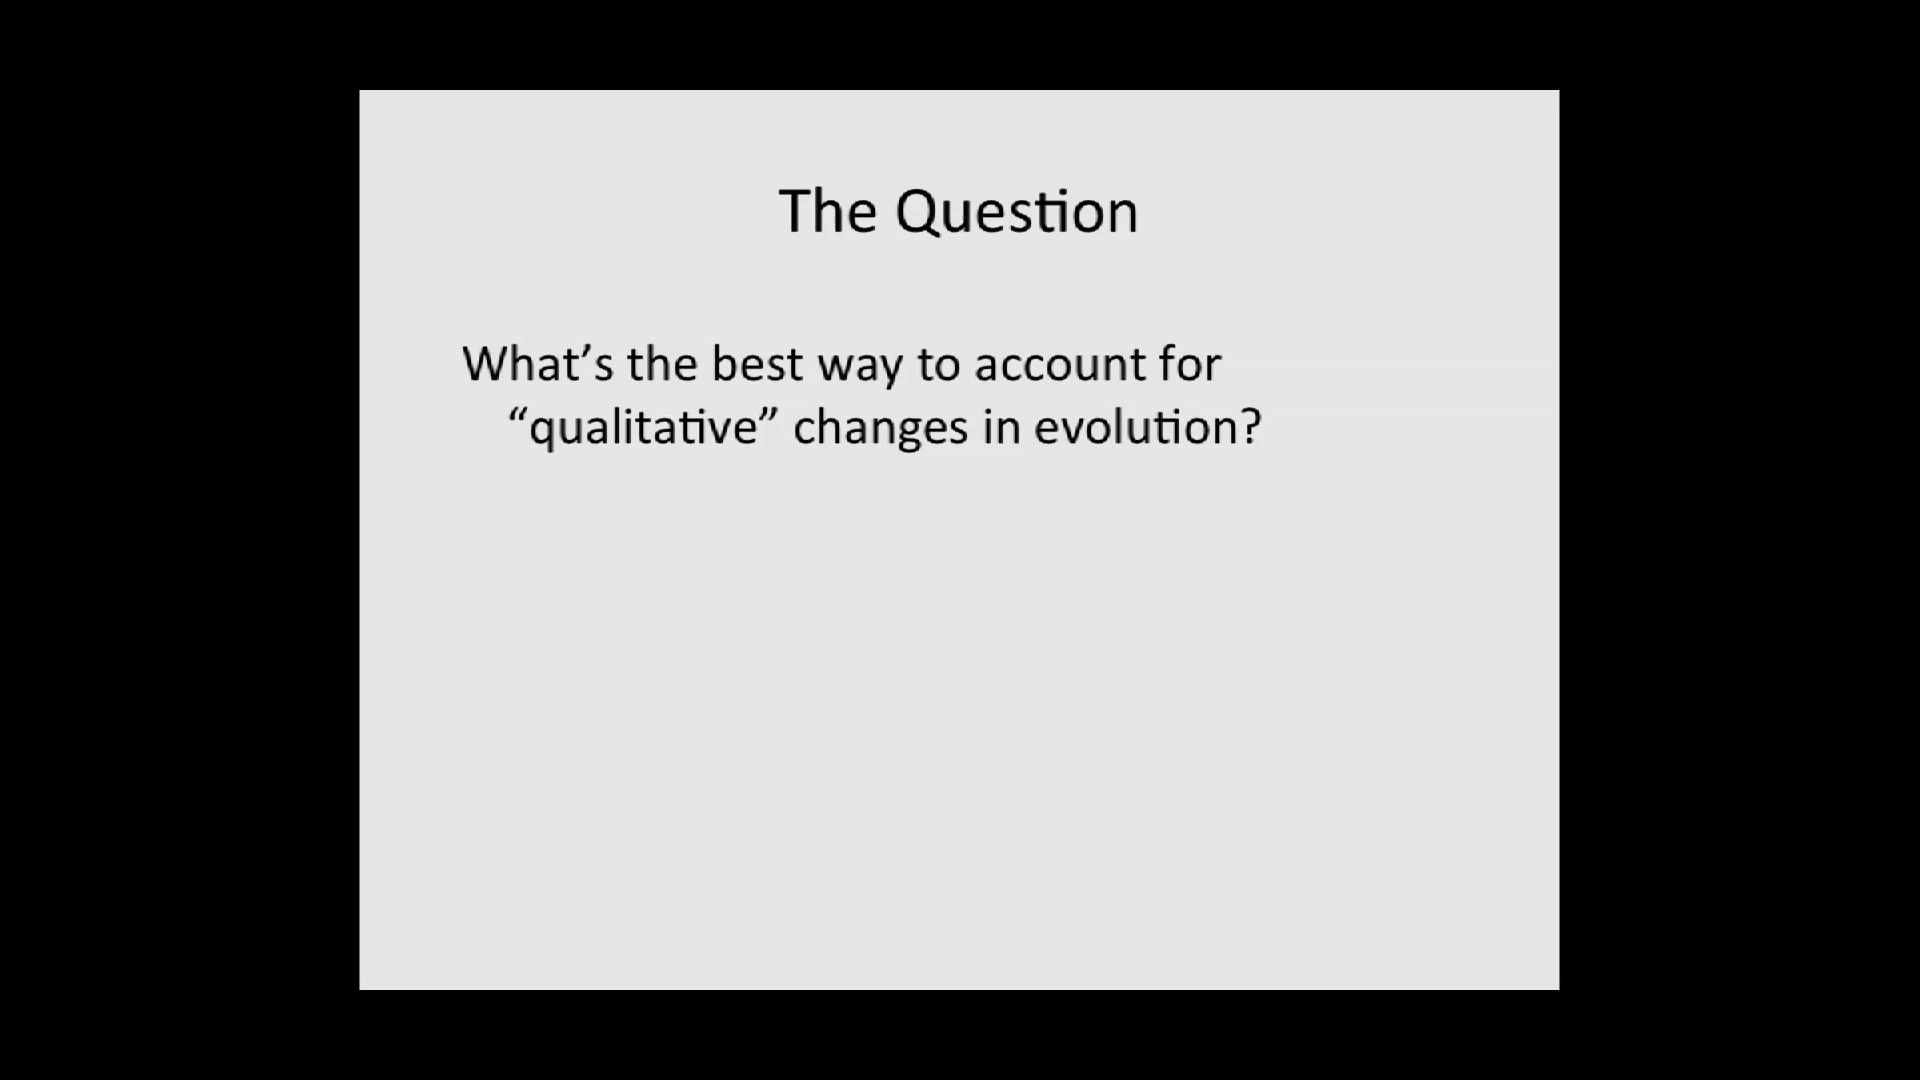 The Question
What’s the best way to account for
“qualitative” changes in evolution?